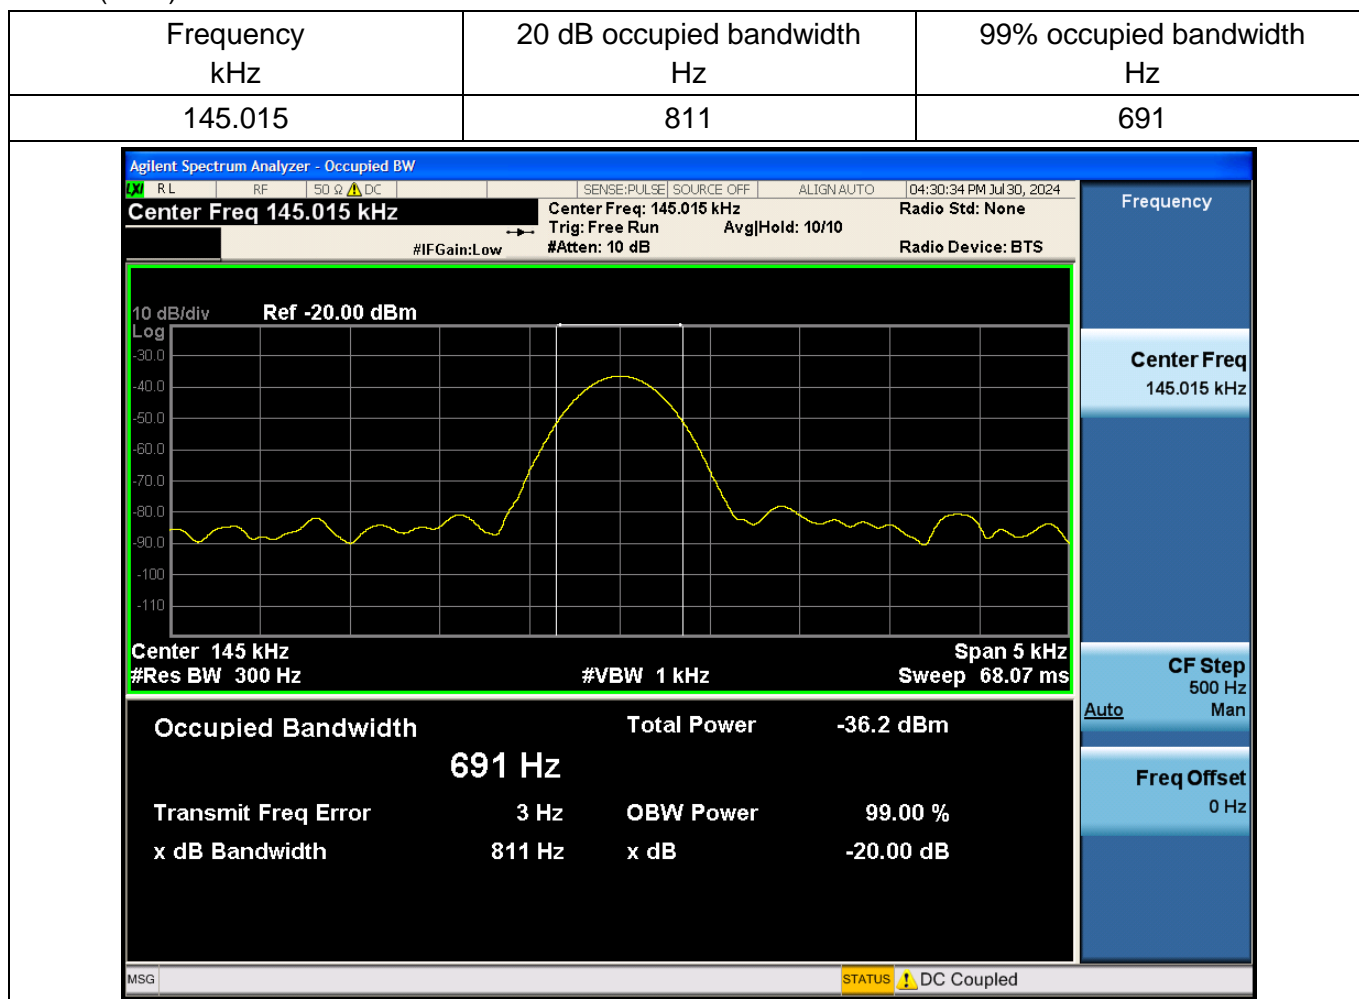 Frequency 20 dB occupied bandwidth 99% occupied bandwidth
kHz Hz Hz
145.015 811 691
Agilent Spectrum Analyzer - Occupied BW
LXI RL RF 50 Ω DC SENSE:PULSE SOURCE OFF ALIGN AUTO 04:30:34 PM Jul 30, 2024
Center Freq 145.015 kHz Center Freq: 145.015 kHz Radio Std: None Frequency
Trig: Free Run Avg|Hold: 10/10
#IFGain:Low #Atten: 10 dB Radio Device: BTS
10 dB/div Ref -20.00 dBm
Log
-30.0
-40.0
-50.0
-60.0
-70.0
-80.0
-90.0
-100
-110
Center Freq
145.015 kHz
Center 145 kHz Span 5 kHz
#Res BW 300 Hz #VBW 1 kHz Sweep 68.07 ms
CF Step
500 Hz
Auto Man
Occupied Bandwidth Total Power -36.2 dBm
691 Hz
Freq Offset
0 Hz
Transmit Freq Error 3 Hz OBW Power 99.00 %
x dB Bandwidth 811 Hz x dB -20.00 dB
MSG STATUS DC Coupled